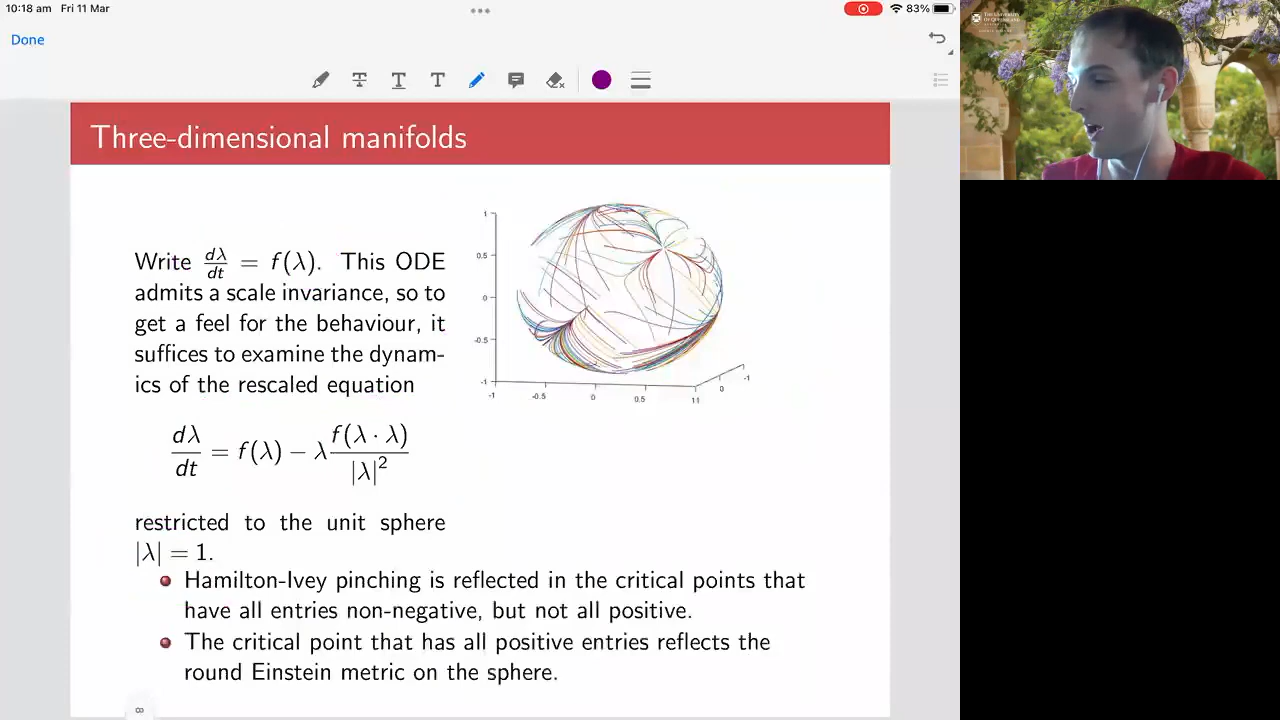 10:18 am Fri 11 Mar
83%
Done
T T T
Three-dimensional manifolds
Write dλ/dt = f(λ). This ODE
admits a scale invariance, so to
get a feel for the behaviour, it
suffices to examine the dynam-
ics of the rescaled equation
dλ/dt = f(λ) − λ f(λ · λ)/|λ|²
restricted to the unit sphere
|λ| = 1.
1
0.5
0
-0.5
-1
-1 -0.5 0 0.5 1 1 0 -1
Hamilton-Ivey pinching is reflected in the critical points that
have all entries non-negative, but not all positive.
The critical point that has all positive entries reflects the
round Einstein metric on the sphere.
8
The University
Of Queensland